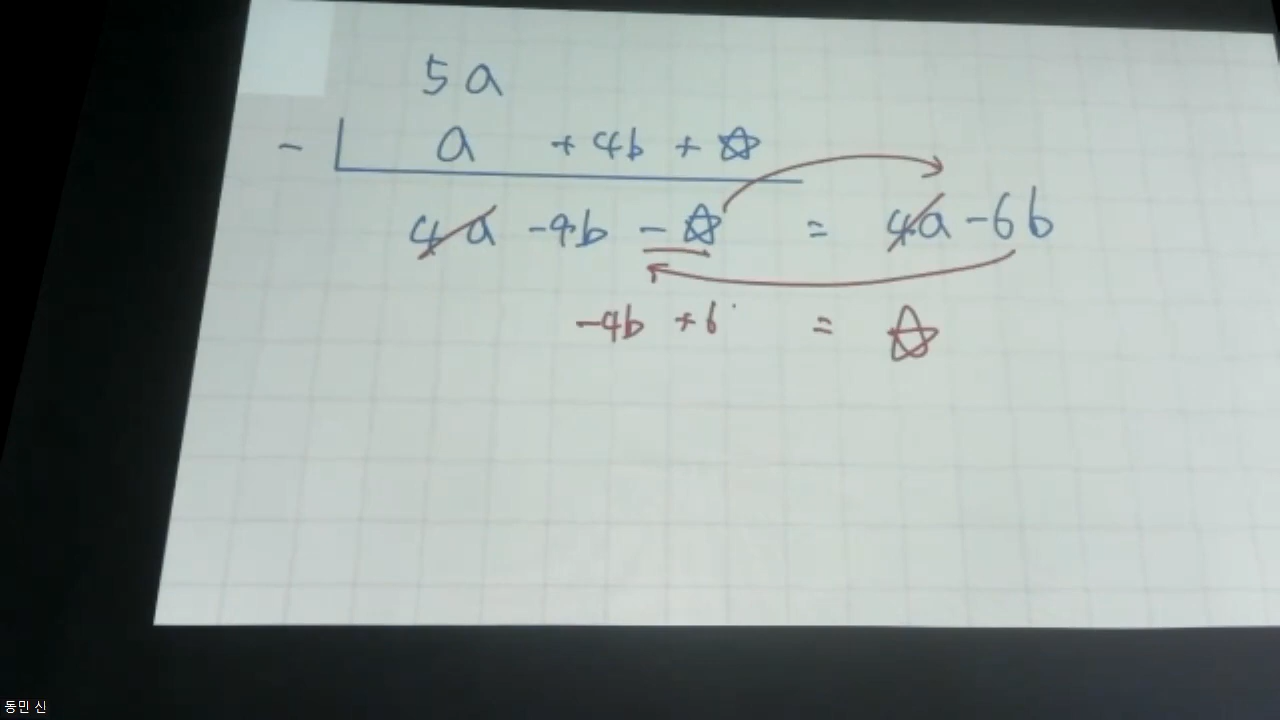 5a
- a + 4b + ☆
4a - 4b - ☆ = 4a - 6b
-4b + 6 = ☆
동민 신